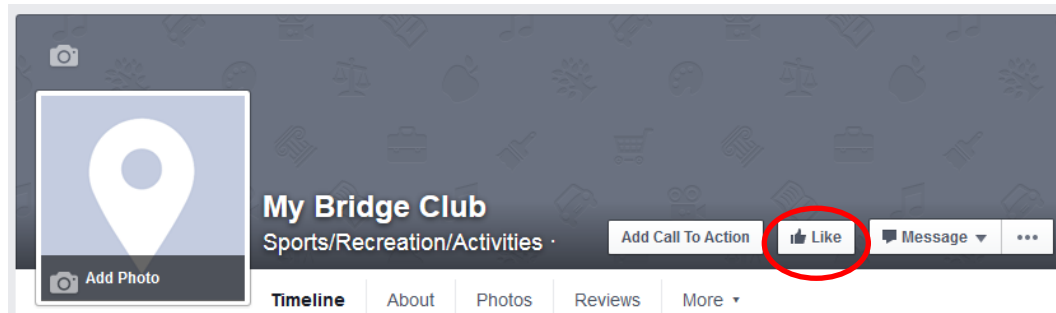 My Bridge Club
Sports/Recreation/Activities ·
Add Call To Action
Like
Message
Add Photo
Timeline
About
Photos
Reviews
More